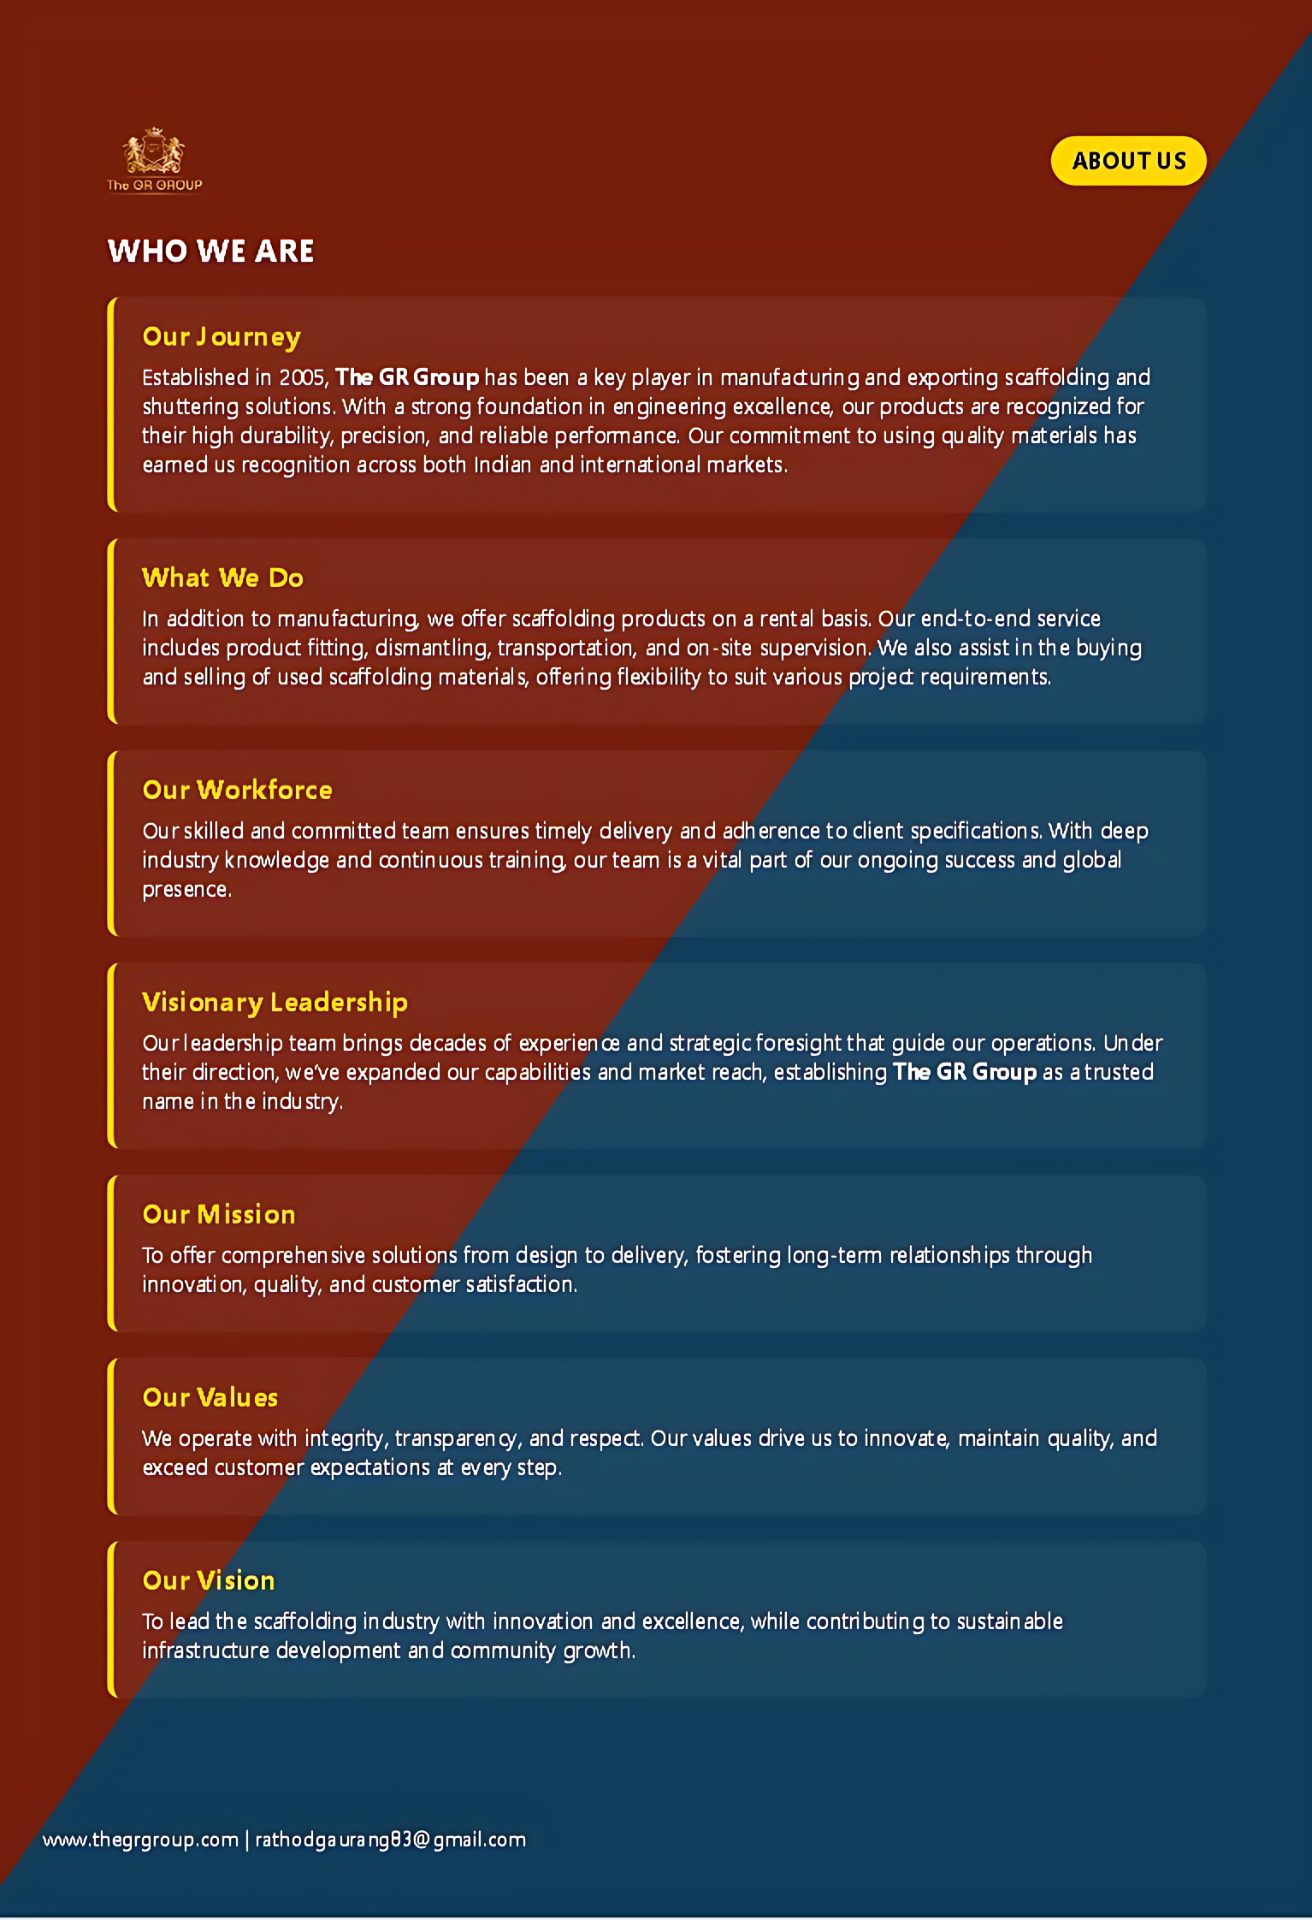 The GR GROUP
ABOUT US
WHO WE ARE
Our Journey
Established in 2005, The GR Group has been a key player in manufacturing and exporting scaffolding and
shuttering solutions. With a strong foundation in engineering excellence, our products are recognized for
their high durability, precision, and reliable performance. Our commitment to using quality materials has
earned us recognition across both Indian and international markets.
What We Do
In addition to manufacturing, we offer scaffolding products on a rental basis. Our end-to-end service
includes product fitting, dismantling, transportation, and on-site supervision. We also assist in the buying
and selling of used scaffolding materials, offering flexibility to suit various project requirements.
Our Workforce
Our skilled and committed team ensures timely delivery and adherence to client specifications. With deep
industry knowledge and continuous training, our team is a vital part of our ongoing success and global
presence.
Visionary Leadership
Our leadership team brings decades of experience and strategic foresight that guide our operations. Under
their direction, we've expanded our capabilities and market reach, establishing The GR Group as a trusted
name in the industry.
Our Mission
To offer comprehensive solutions from design to delivery, fostering long-term relationships through
innovation, quality, and customer satisfaction.
Our Values
We operate with integrity, transparency, and respect. Our values drive us to innovate, maintain quality, and
exceed customer expectations at every step.
Our Vision
To lead the scaffolding industry with innovation and excellence, while contributing to sustainable
infrastructure development and community growth.
www.thegrgroup.com | rathodgaurang83@gmail.com